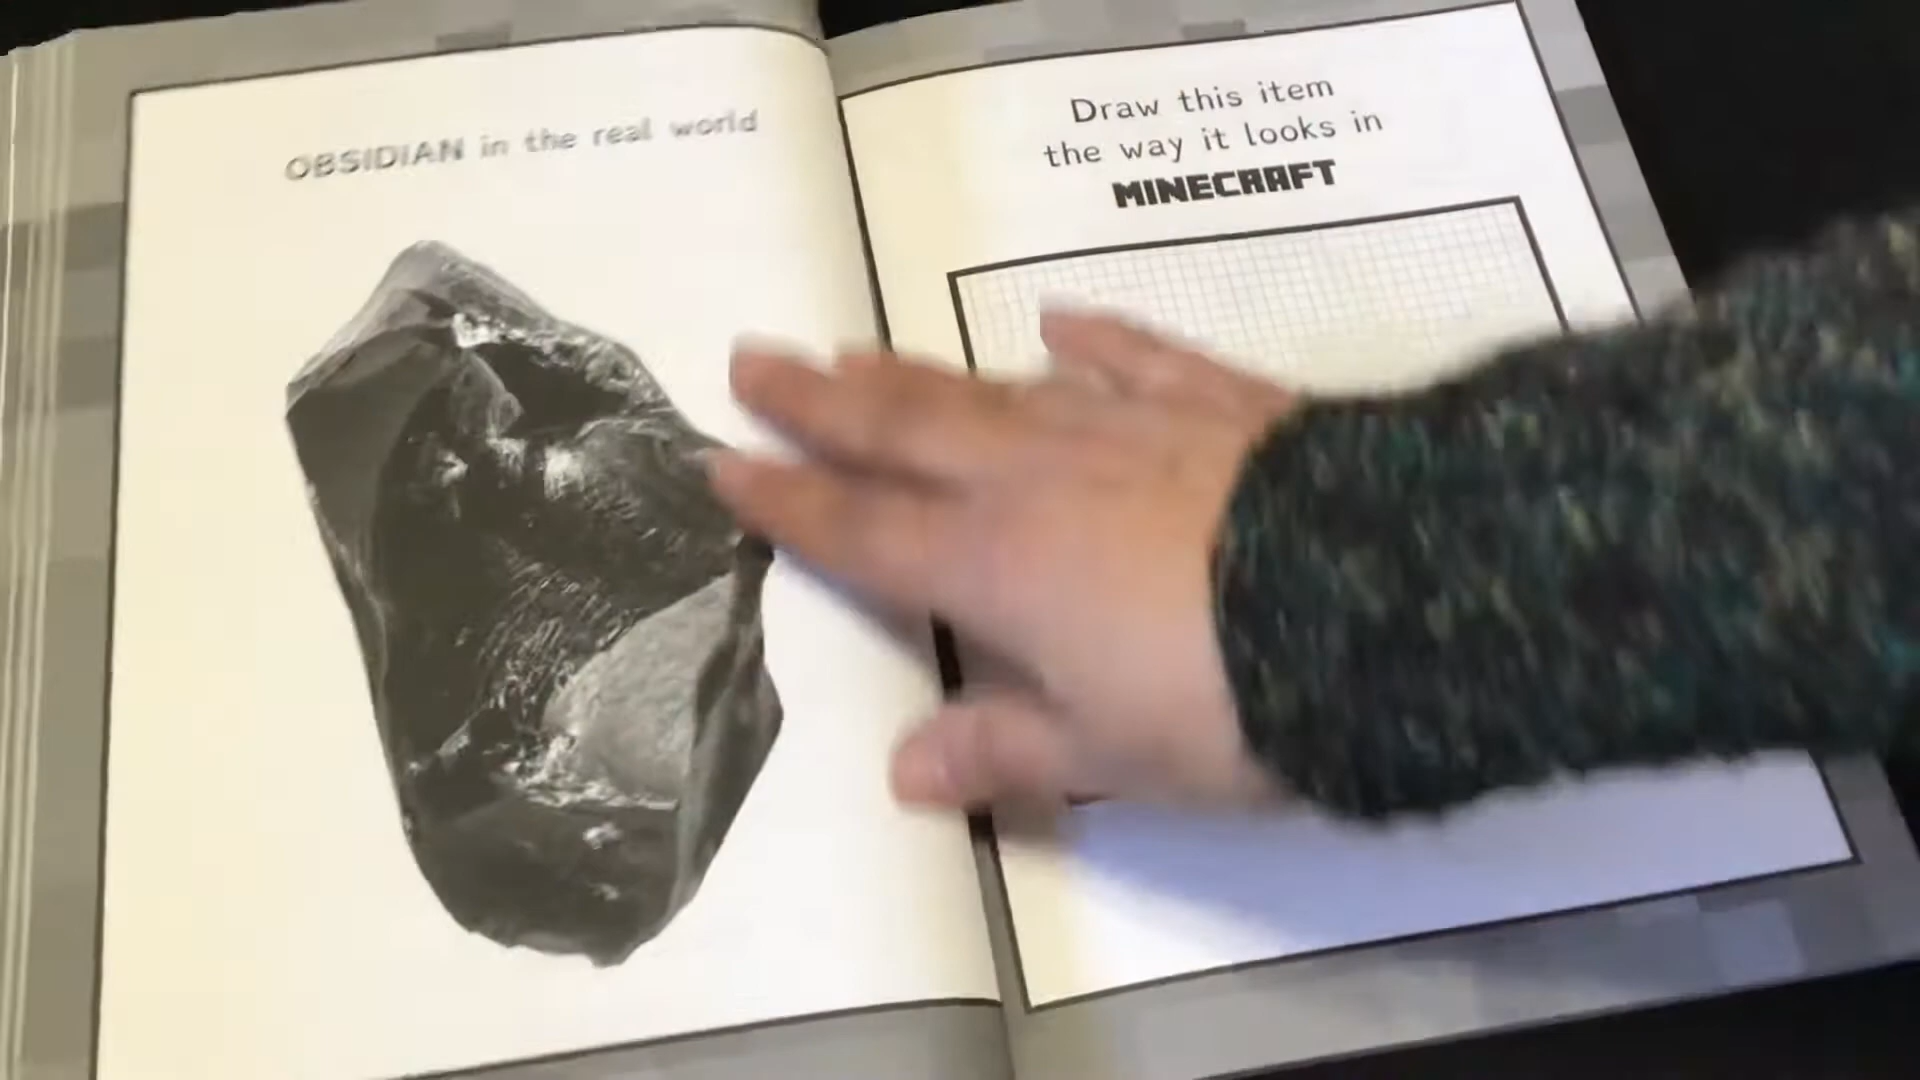 OBSIDIAN in the real world
Draw this item
the way it looks in
MINECRAFT